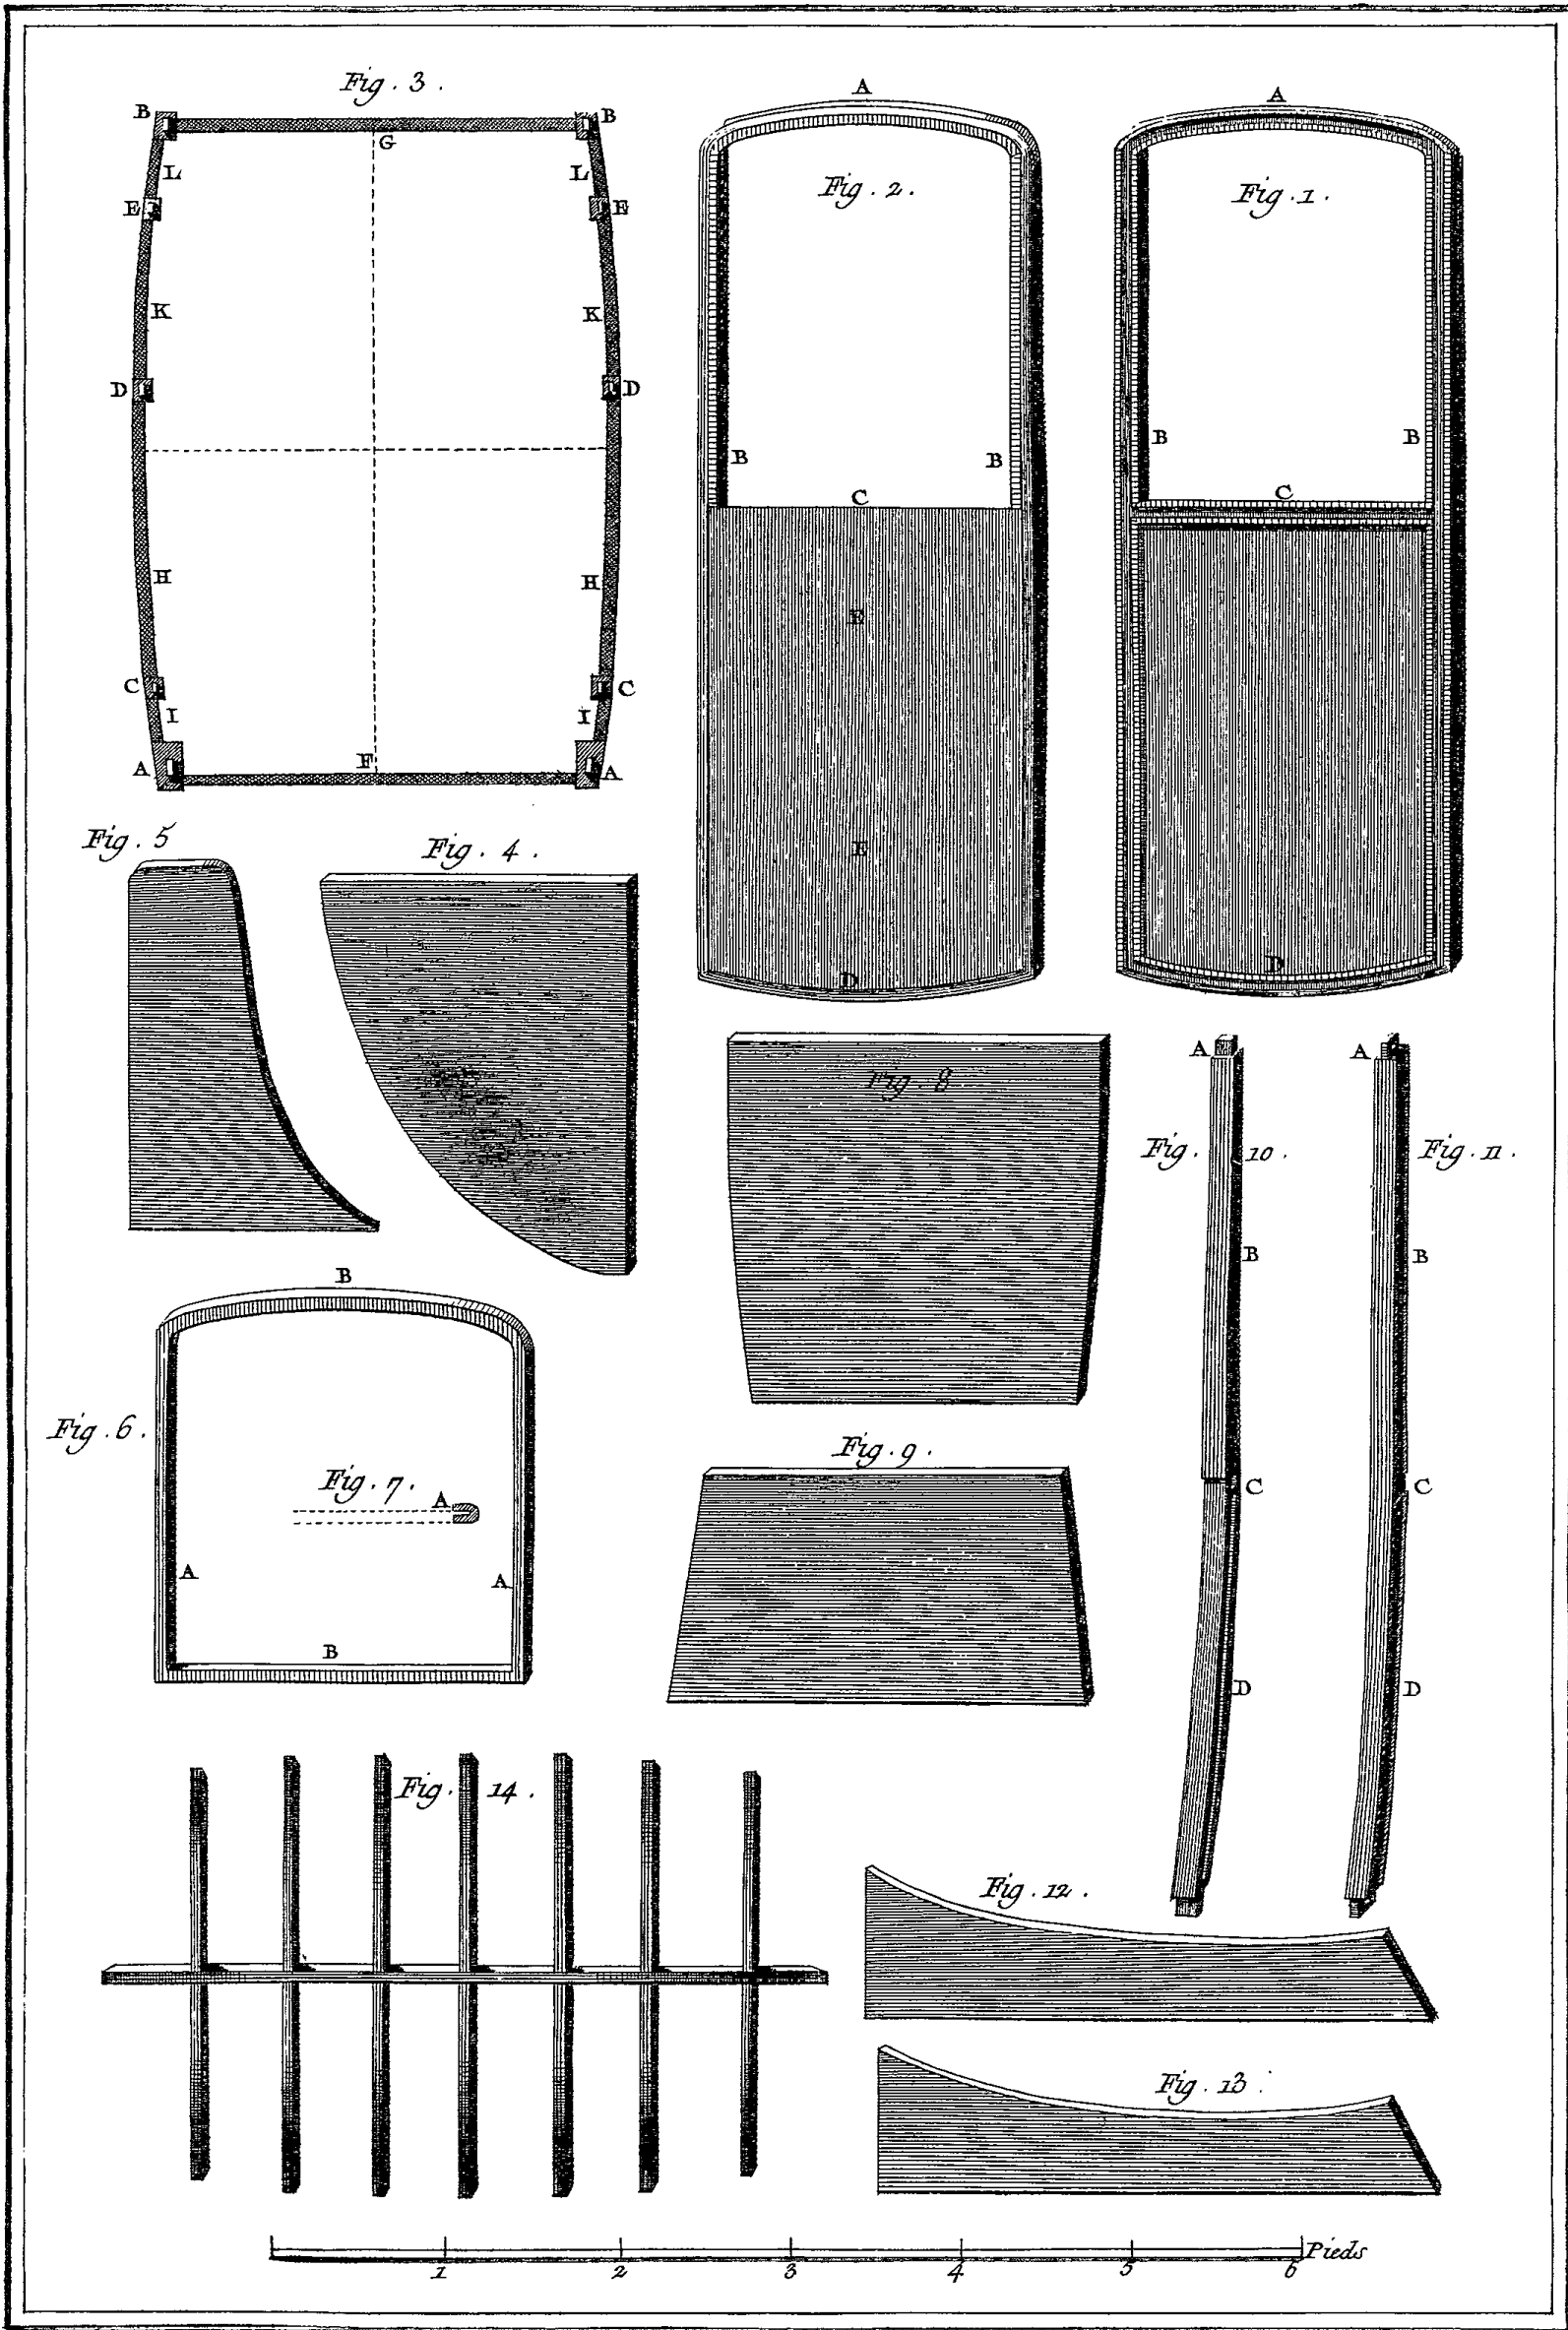 Fig. 3.
B B
G
L L
E E
K K
D D
H H
C C
I I
A F A
A
Fig. 2.
B B
C
E
E
D
A
Fig. 1.
B B
C
D
Fig. 5
Fig. 4.
B
Fig. 6.
Fig. 7.
A
A A
B
Fig. 8
Fig. 9.
A
Fig. 10.
B
C
D
A
Fig. 11.
B
C
D
Fig. 14.
Fig. 12.
Fig. 13.
1 2 3 4 5 6 Pieds